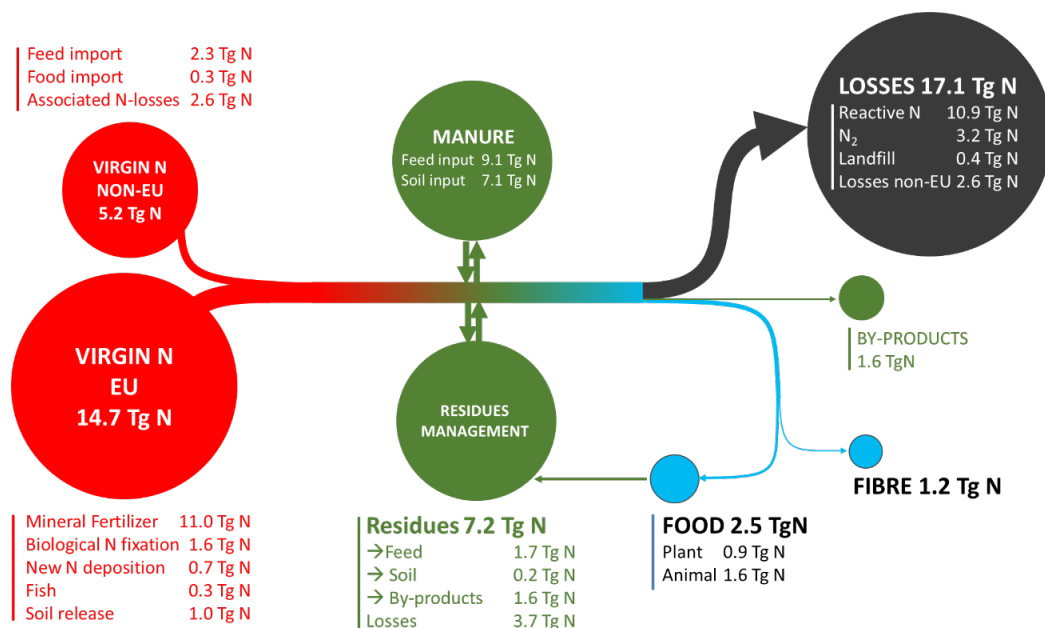 Feed import 2.3 Tg N
Food import 0.3 Tg N
Associated N-losses 2.6 Tg N
VIRGIN N
NON-EU
5.2 Tg N
VIRGIN N
EU
14.7 Tg N
Mineral Fertilizer 11.0 Tg N
Biological N fixation 1.6 Tg N
New N deposition 0.7 Tg N
Fish 0.3 Tg N
Soil release 1.0 Tg N
MANURE
Feed input 9.1 Tg N
Soil input 7.1 Tg N
RESIDUES
MANAGEMENT
Residues 7.2 Tg N
→Feed 1.7 Tg N
→ Soil 0.2 Tg N
→ By-products 1.6 Tg N
Losses 3.7 Tg N
LOSSES 17.1 Tg N
Reactive N 10.9 Tg N
N₂ 3.2 Tg N
Landfill 0.4 Tg N
Losses non-EU 2.6 Tg N
BY-PRODUCTS
1.6 TgN
FIBRE 1.2 Tg N
FOOD 2.5 TgN
Plant 0.9 Tg N
Animal 1.6 Tg N